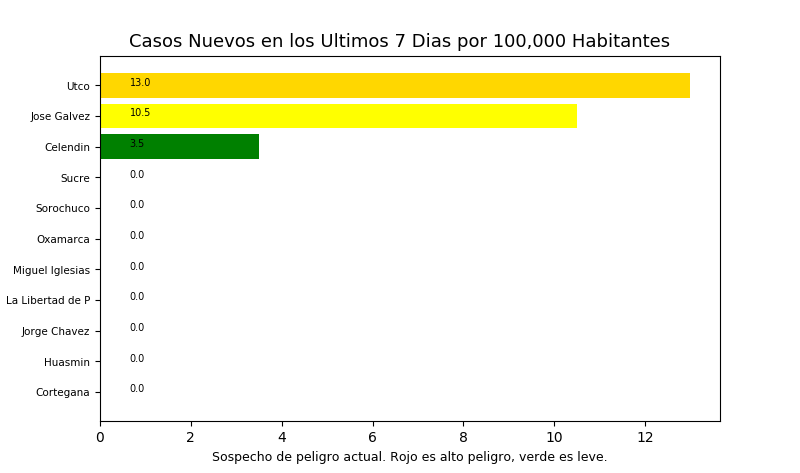 Casos Nuevos en los Ultimos 7 Dias por 100,000 Habitantes
Utco 13.0
Jose Galvez 10.5
Celendin 3.5
Sucre 0.0
Sorochuco 0.0
Oxamarca 0.0
Miguel Iglesias 0.0
La Libertad de P 0.0
Jorge Chavez 0.0
Huasmin 0.0
Cortegana 0.0
0 2 4 6 8 10 12
Sospecho de peligro actual. Rojo es alto peligro, verde es leve.